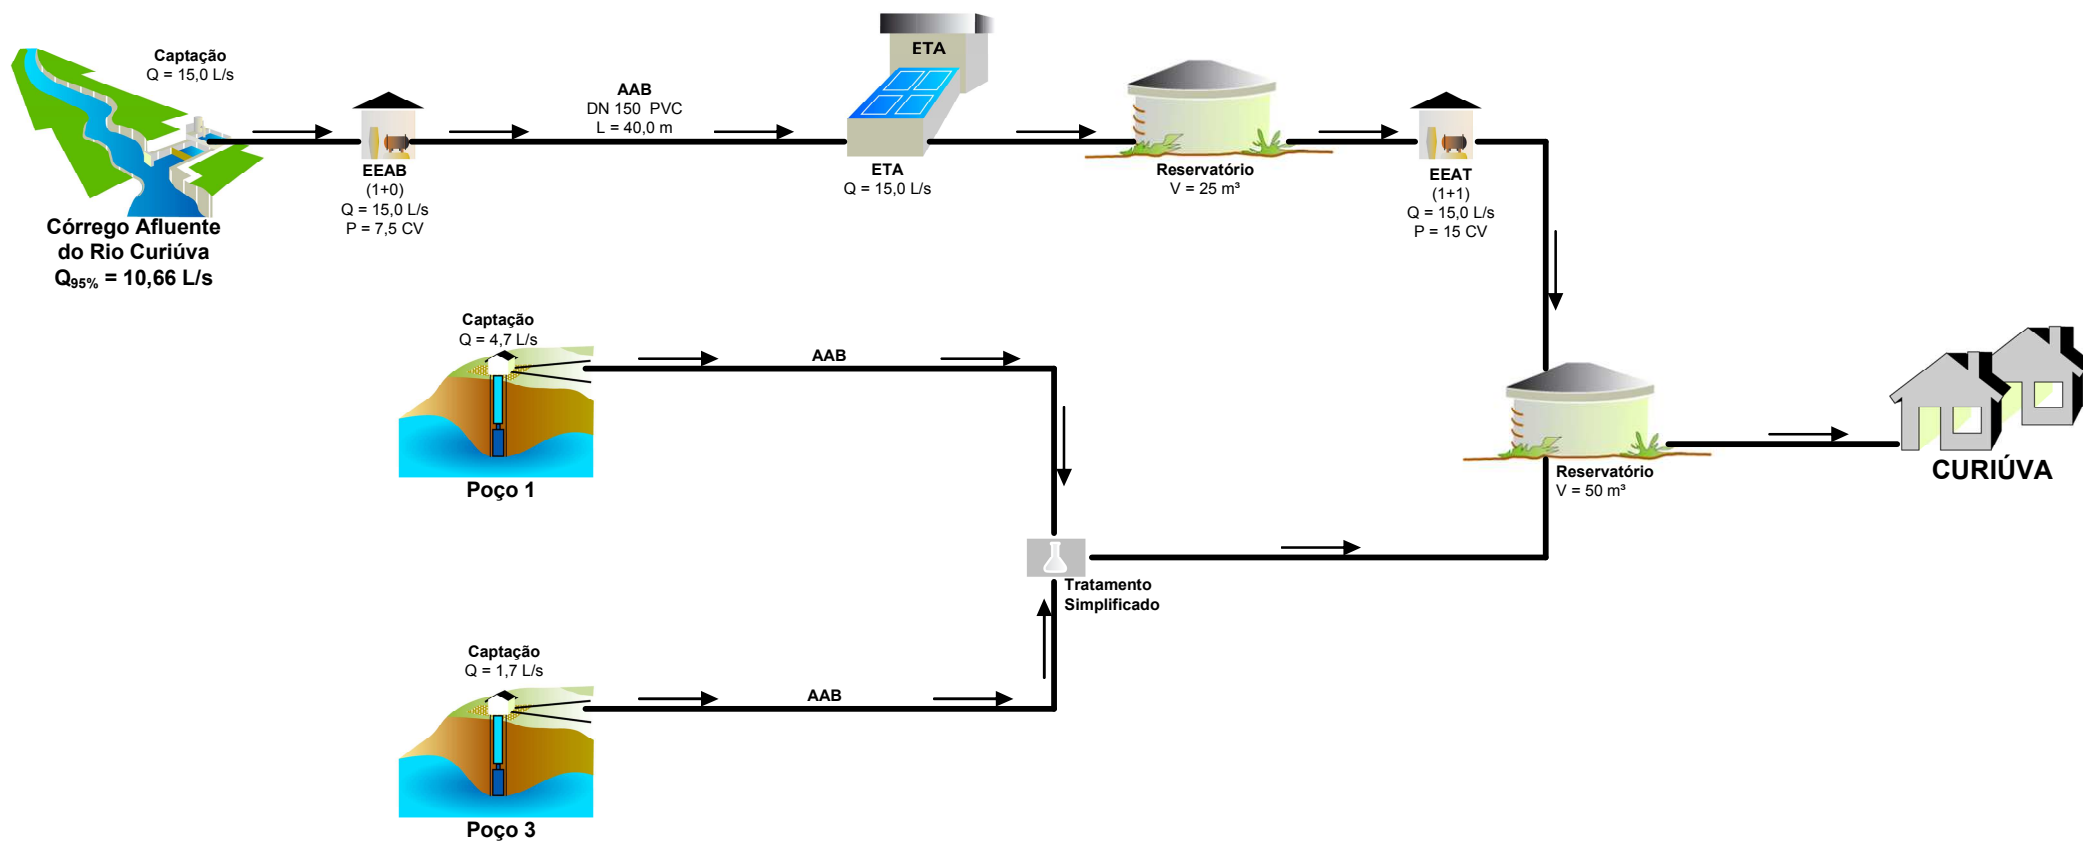 Captação
Q = 15,0 L/s
Córrego Afluente
do Rio Curiúva
Q95% = 10,66 L/s
EEAB
(1+0)
Q = 15,0 L/s
P = 7,5 CV
AAB
DN 150 PVC
L = 40,0 m
ETA
ETA
Q = 15,0 L/s
Reservatório
V = 25 m³
EEAT
(1+1)
Q = 15,0 L/s
P = 15 CV
Captação
Q = 4,7 L/s
AAB
Poço 1
Reservatório
V = 50 m³
CURIÚVA
Tratamento
Simplificado
Captação
Q = 1,7 L/s
AAB
Poço 3